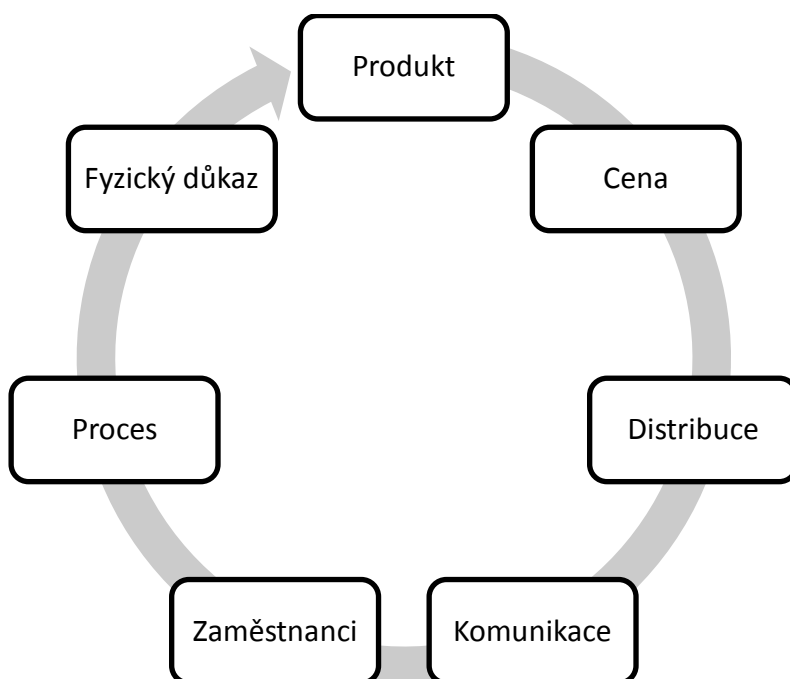 Produkt
Cena
Distribuce
Komunikace
Zaměstnanci
Proces
Fyzický důkaz